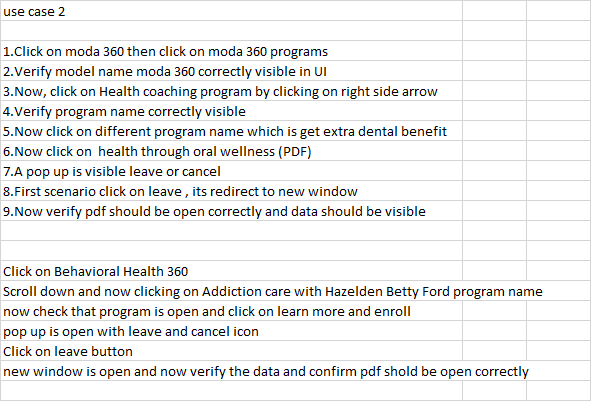 use case 2
1.Click on moda 360 then click on moda 360 programs
2.Verify model name moda 360 correctly visible in UI
3.Now, click on Health coaching program by clicking on right side arrow
4.Verify program name correctly visible
5.Now click on different program name which is get extra dental benefit
6.Now click on  health through oral wellness (PDF)
7.A pop up is visible leave or cancel
8.First scenario click on leave , its redirect to new window
9.Now verify pdf should be open correctly and data should be visible
Click on Behavioral Health 360
Scroll down and now clicking on Addiction care with Hazelden Betty Ford program name
now check that program is open and click on learn more and enroll
pop up is open with leave and cancel icon
Click on leave button
new window is open and now verify the data and confirm pdf shold be open correctly